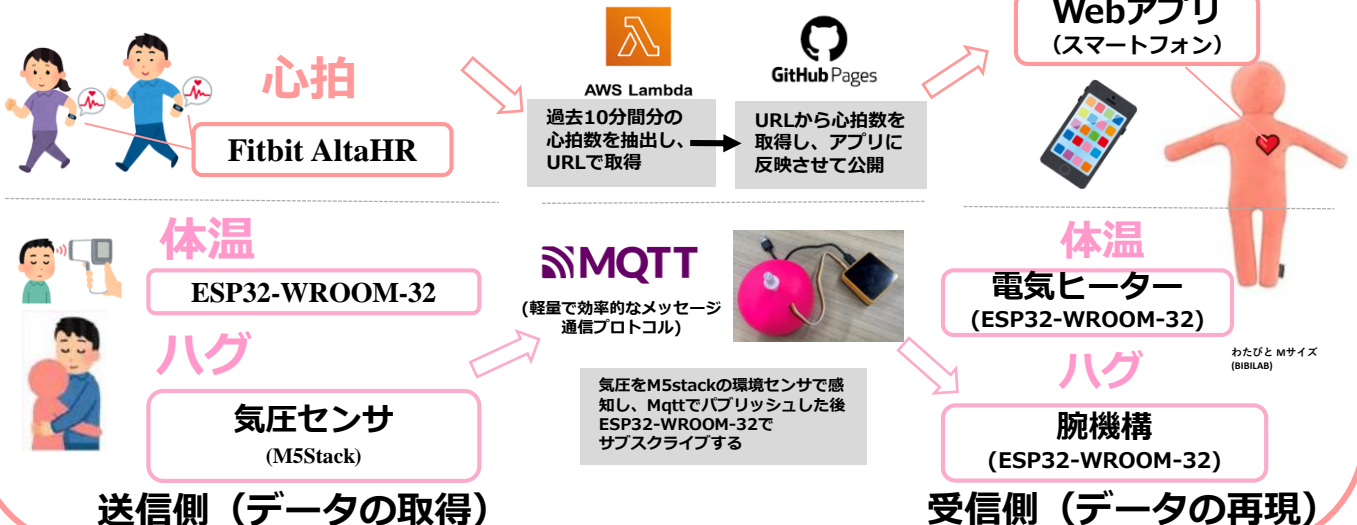 心拍
Fitbit AltaHR
AWS Lambda
過去10分間分の
心拍数を抽出し、
URLで取得
GitHub Pages
URLから心拍数を
取得し、アプリに
反映させて公開
Webアプリ
（スマートフォン）
体温
ESP32-WROOM-32
ハグ
気圧センサ
(M5Stack)
送信側（データの取得）
MQTT
(軽量で効率的なメッセージ
通信プロトコル)
気圧をM5stackの環境センサで感
知し、Mqttでパブリッシュした後
ESP32-WROOM-32で
サブスクライブする
体温
電気ヒーター
(ESP32-WROOM-32)
わたびと Mサイズ
(BIBILAB)
ハグ
腕機構
(ESP32-WROOM-32)
受信側（データの再現）